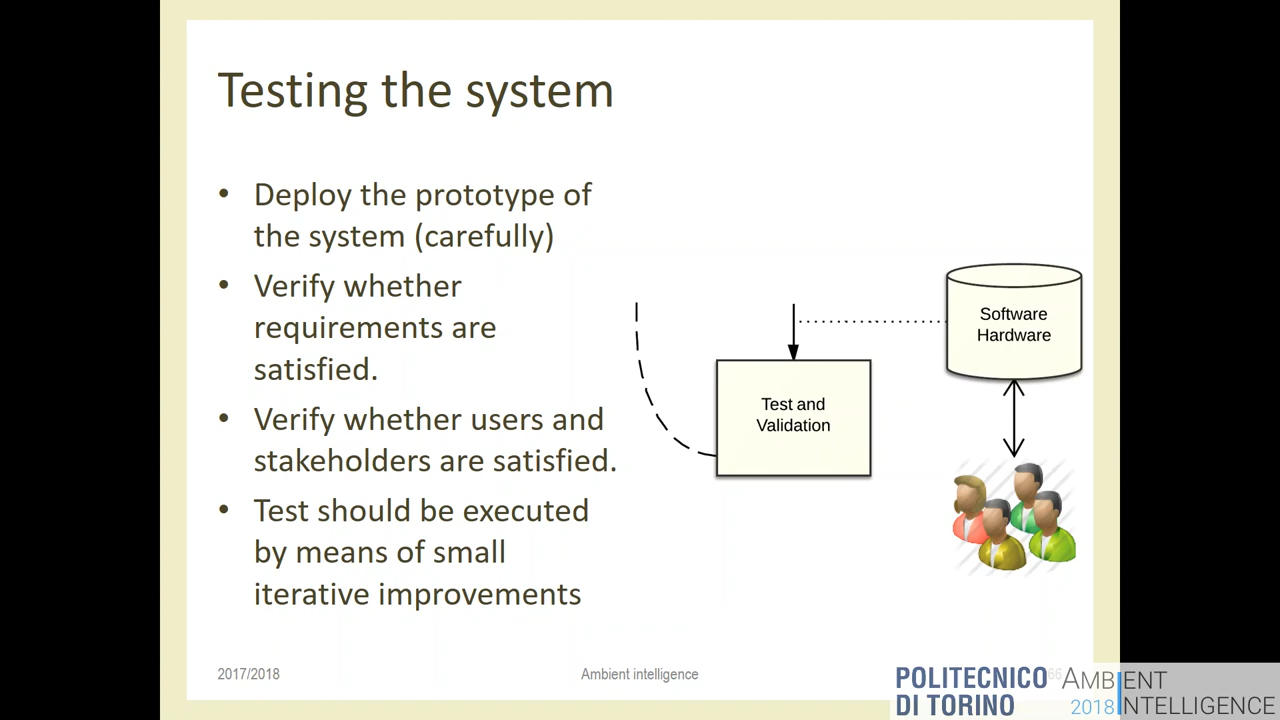 Testing the system
• Deploy the prototype of
the system (carefully)
• Verify whether
requirements are
satisfied.
• Verify whether users and
stakeholders are satisfied.
• Test should be executed
by means of small
iterative improvements
Software
Hardware
Test and
Validation
2017/2018
Ambient intelligence
66
POLITECNICO
DI TORINO
AMBIENT
2018 INTELLIGENCE